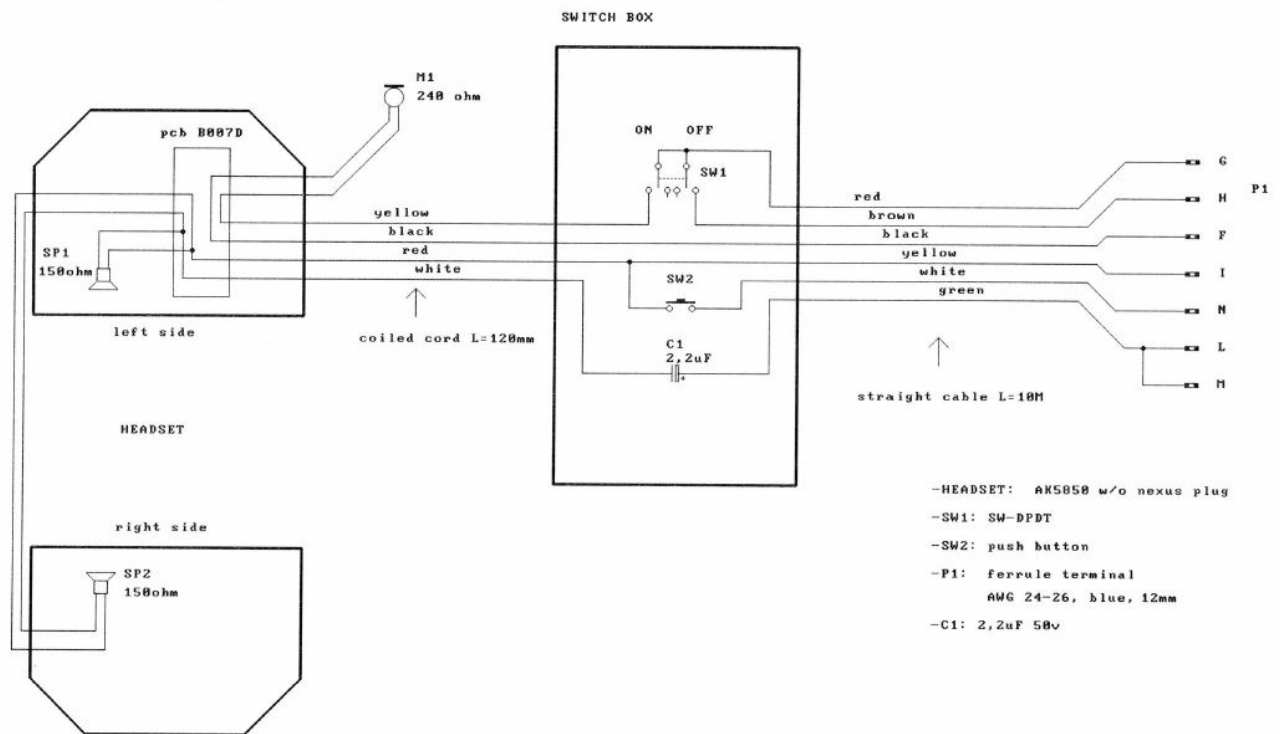 SWITCH BOX
M1
240 ohm
pcb B007D
ON OFF
SW1
G
H
P1
F
I
N
L
M
red
brown
black
yellow
white
green
yellow
black
red
white
SP1
150ohm
SW2
left side
coiled cord L=120mm
C1
2,2uF
+
straight cable L=10M
HEADSET
right side
SP2
150ohm
-HEADSET: AK5850 w/o nexus plug
-SW1: SW-DPDT
-SW2: push button
-P1: ferrule terminal
AWG 24-26, blue, 12mm
-C1: 2,2uF 50v